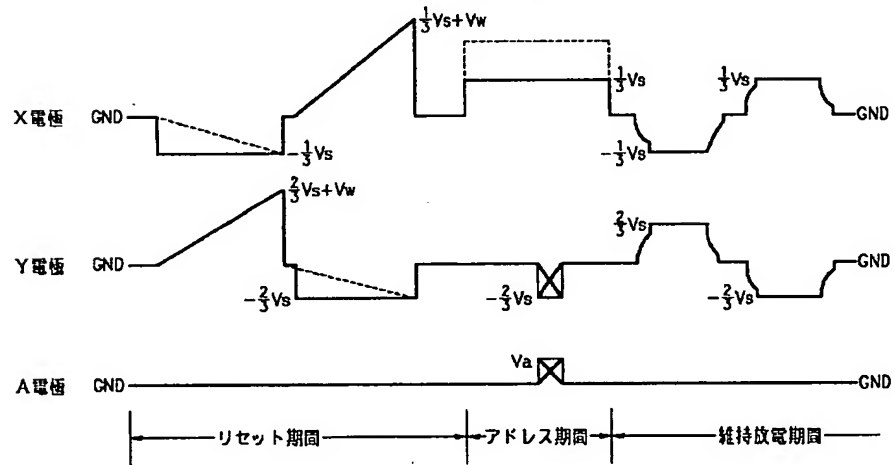 1/3Vs+Vw
1/3Vs
1/3Vs
X電極 GND
GND
-1/3Vs
-1/3Vs
2/3Vs+Vw
2/3Vs
Y電極 GND
GND
-2/3Vs
-2/3Vs
-2/3Vs
Va
A電極 GND
GND
リセット期間
アドレス期間
維持放電期間